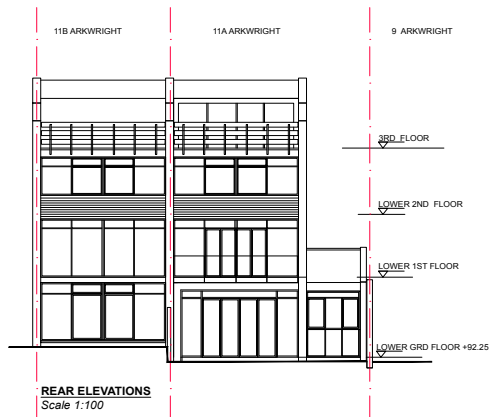 11B ARKWRIGHT
11A ARKWRIGHT
9 ARKWRIGHT
3RD FLOOR
LOWER 2ND FLOOR
LOWER 1ST FLOOR
LOWER GRD FLOOR +92.25
REAR ELEVATIONS
Scale 1:100